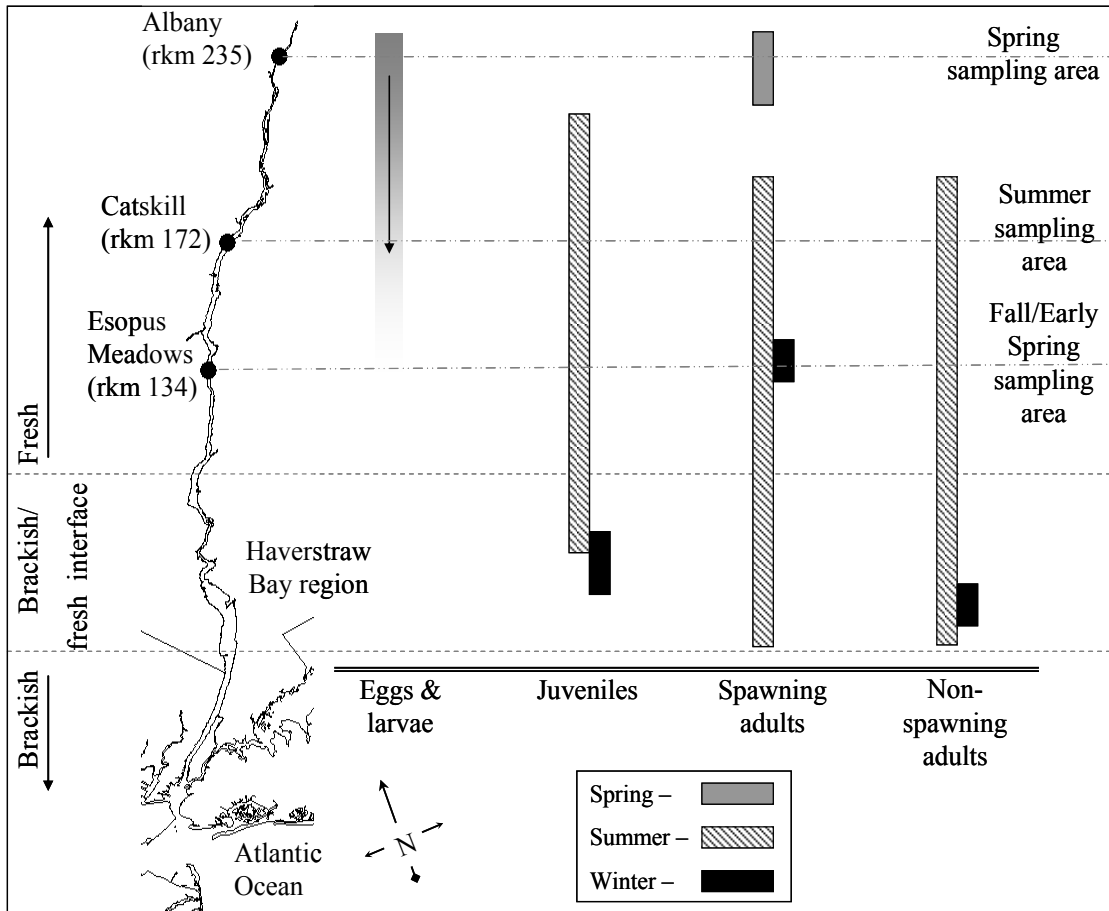 Albany
(rkm 235)
Spring
sampling area
Catskill
(rkm 172)
Summer
sampling
area
Esopus
Meadows
(rkm 134)
Fall/Early
Spring
sampling
area
Fresh
Brackish/
fresh interface
Haverstraw
Bay region
Brackish
Eggs &
larvae
Juveniles
Spawning
adults
Non-
spawning
adults
Spring –
Summer –
Winter –
N
Atlantic
Ocean